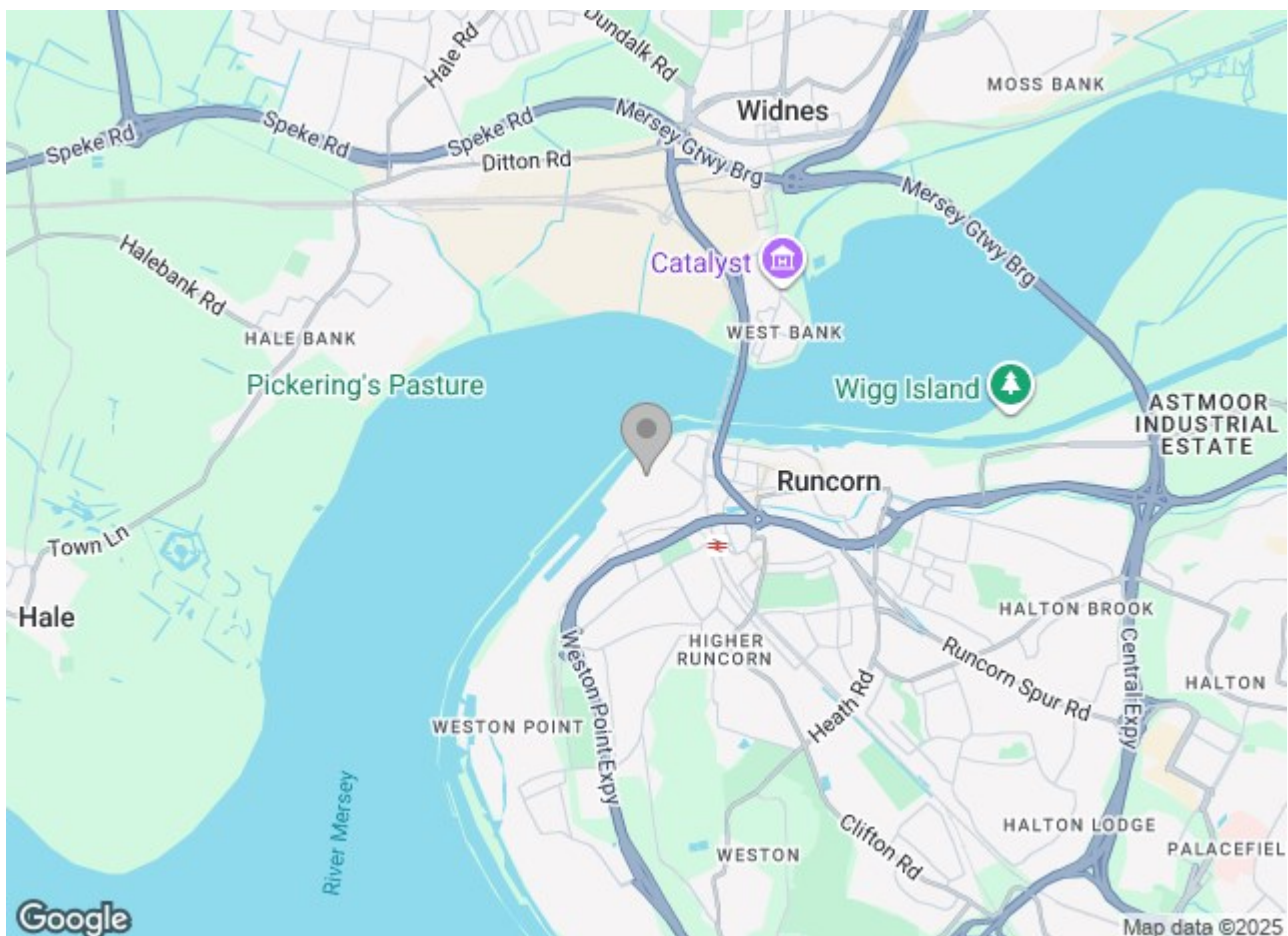 Dundalk Rd
Hale Rd
MOSS BANK
Widnes
Speke Rd
Speke Rd
Speke Rd
Mersey Gtwy Brg
Ditton Rd
Mersey Gtwy Brg
Halebank Rd
Catalyst
HALE BANK
WEST BANK
Pickering's Pasture
Wigg Island
ASTMOOR
INDUSTRIAL
ESTATE
Runcorn
Town Ln
Hale
HALTON BROOK
HIGHER
RUNCORN
Weston Point Expy
Runcorn Spur Rd
Central Expy
HALTON
Heath Rd
WESTON POINT
River Mersey
Clifton Rd
HALTON LODGE
WESTON
PALACEFIEL
Google
Map data ©2025